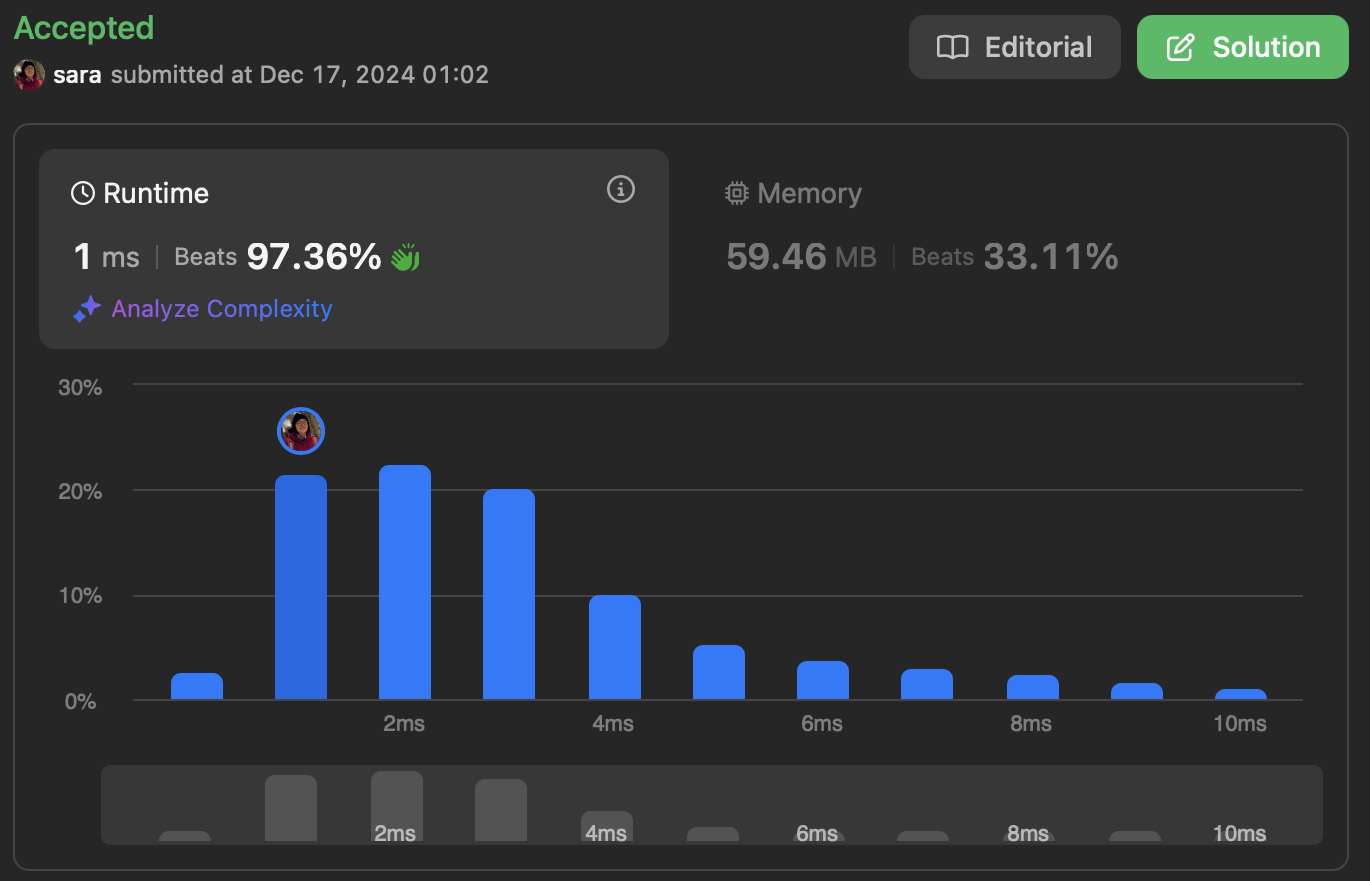 Accepted
Editorial
Solution
sara submitted at Dec 17, 2024 01:02
Runtime
Memory
1 ms | Beats 97.36%
59.46 MB | Beats 33.11%
Analyze Complexity
30%
20%
10%
0%
2ms 4ms 6ms 8ms 10ms
2ms 4ms 6ms 8ms 10ms